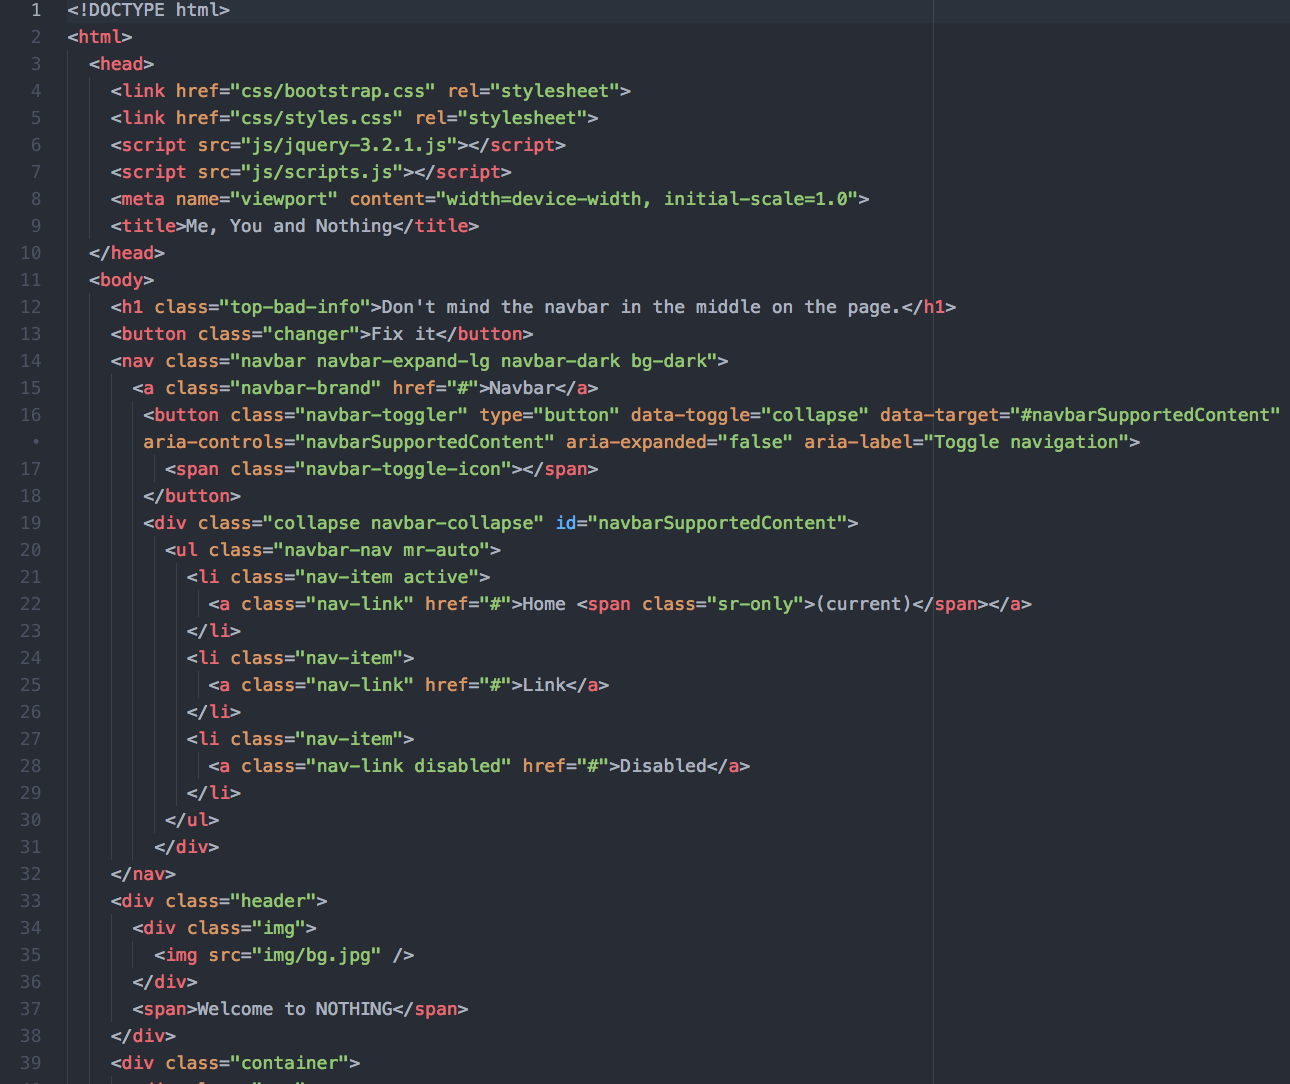 1 <!DOCTYPE html>
2 <html>
3 <head>
4 <link href="css/bootstrap.css" rel="stylesheet">
5 <link href="css/styles.css" rel="stylesheet">
6 <script src="js/jquery-3.2.1.js"></script>
7 <script src="js/scripts.js"></script>
8 <meta name="viewport" content="width=device-width, initial-scale=1.0">
9 <title>Me, You and Nothing</title>
10 </head>
11 <body>
12 <h1 class="top-bad-info">Don't mind the navbar in the middle on the page.</h1>
13 <button class="changer">Fix it</button>
14 <nav class="navbar navbar-expand-lg navbar-dark bg-dark">
15 <a class="navbar-brand" href="#">Navbar</a>
16 <button class="navbar-toggler" type="button" data-toggle="collapse" data-target="#navbarSupportedContent"
• aria-controls="navbarSupportedContent" aria-expanded="false" aria-label="Toggle navigation">
17 <span class="navbar-toggle-icon"></span>
18 </button>
19 <div class="collapse navbar-collapse" id="navbarSupportedContent">
20 <ul class="navbar-nav mr-auto">
21 <li class="nav-item active">
22 <a class="nav-link" href="#">Home <span class="sr-only">(current)</span></a>
23 </li>
24 <li class="nav-item">
25 <a class="nav-link" href="#">Link</a>
26 </li>
27 <li class="nav-item">
28 <a class="nav-link disabled" href="#">Disabled</a>
29 </li>
30 </ul>
31 </div>
32 </nav>
33 <div class="header">
34 <div class="img">
35 <img src="img/bg.jpg" />
36 </div>
37 <span>Welcome to NOTHING</span>
38 </div>
39 <div class="container">